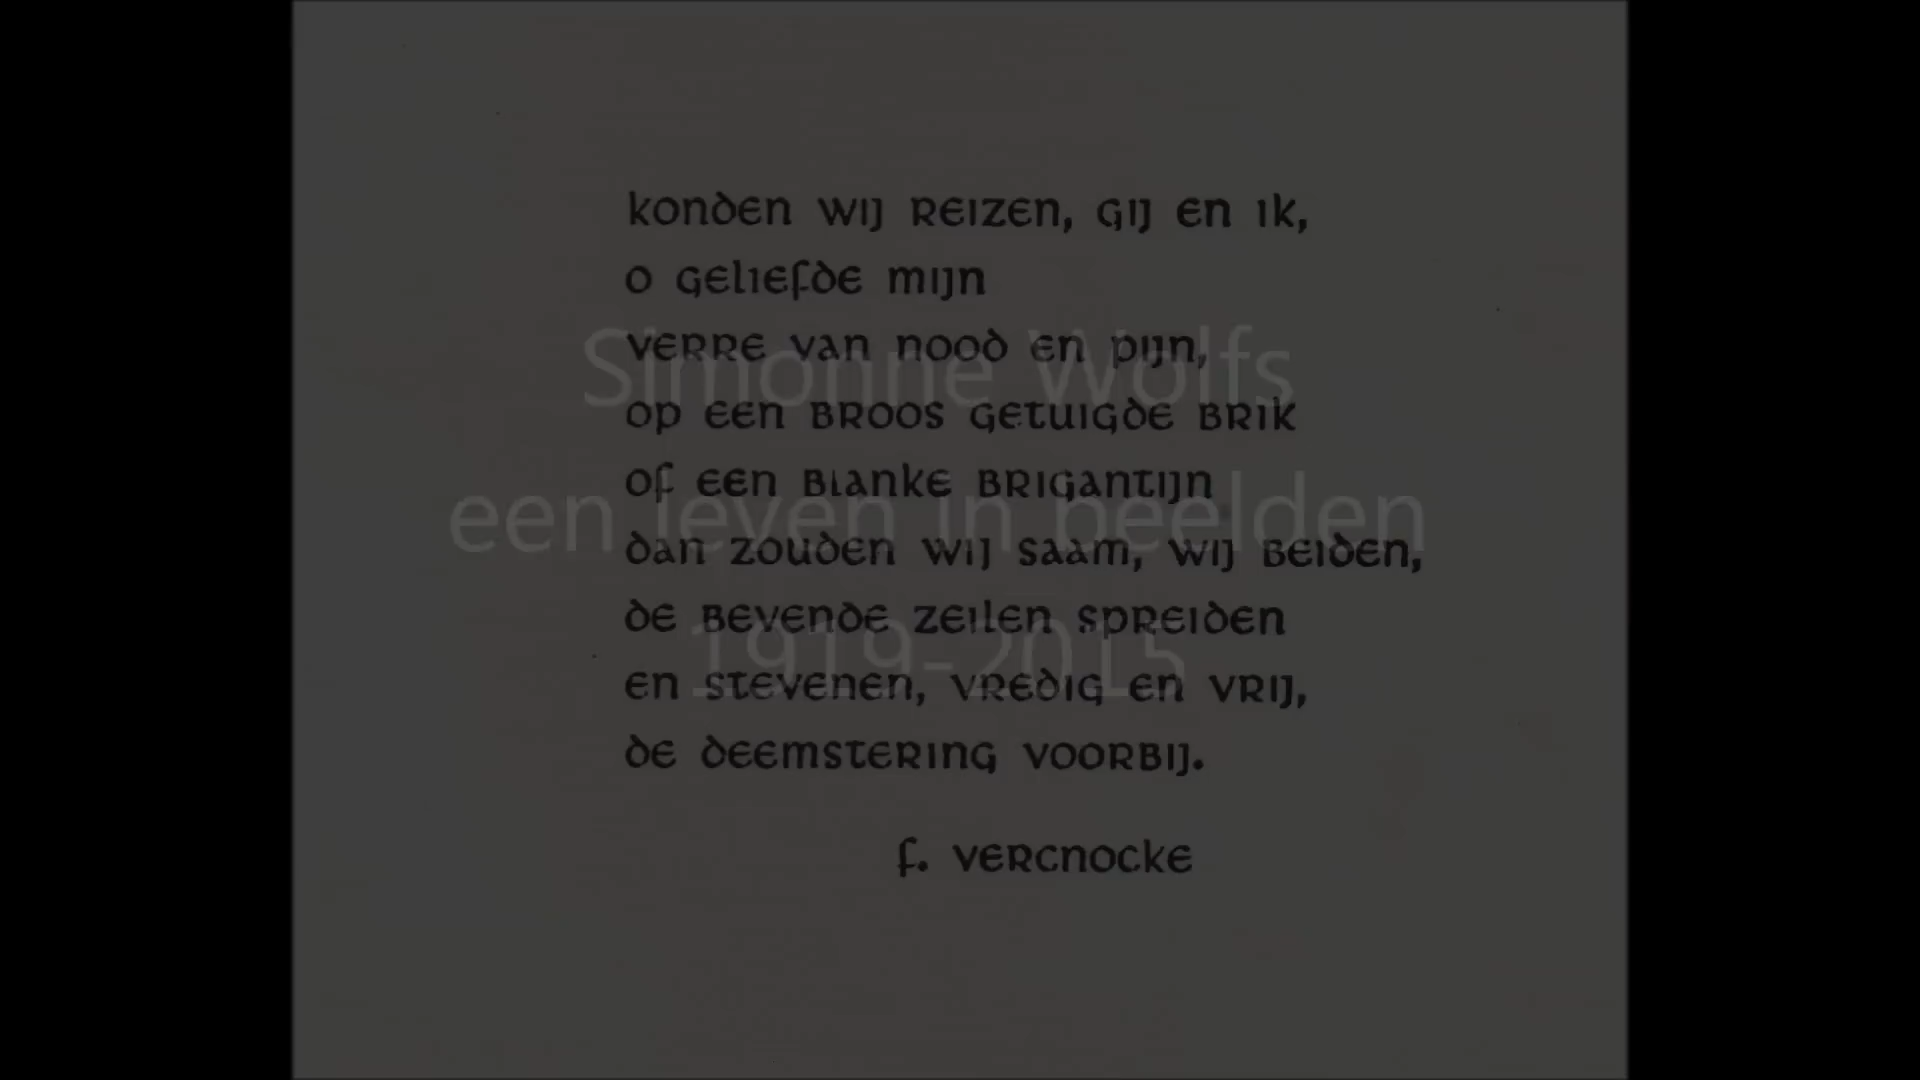 konden wij reizen, gij en ik,
o geliefde mijn
verre van nood en pijn,
op een broos getuigde brik
of een blanke brigantijn
dan zouden wij saam, wij beiden,
de bevende zeilen spreiden
en stevenen, vredig en vrij,
de deemstering voorbij.
f. vercnocke
Simonne Wolfs
een leven in beelden
1919-2015